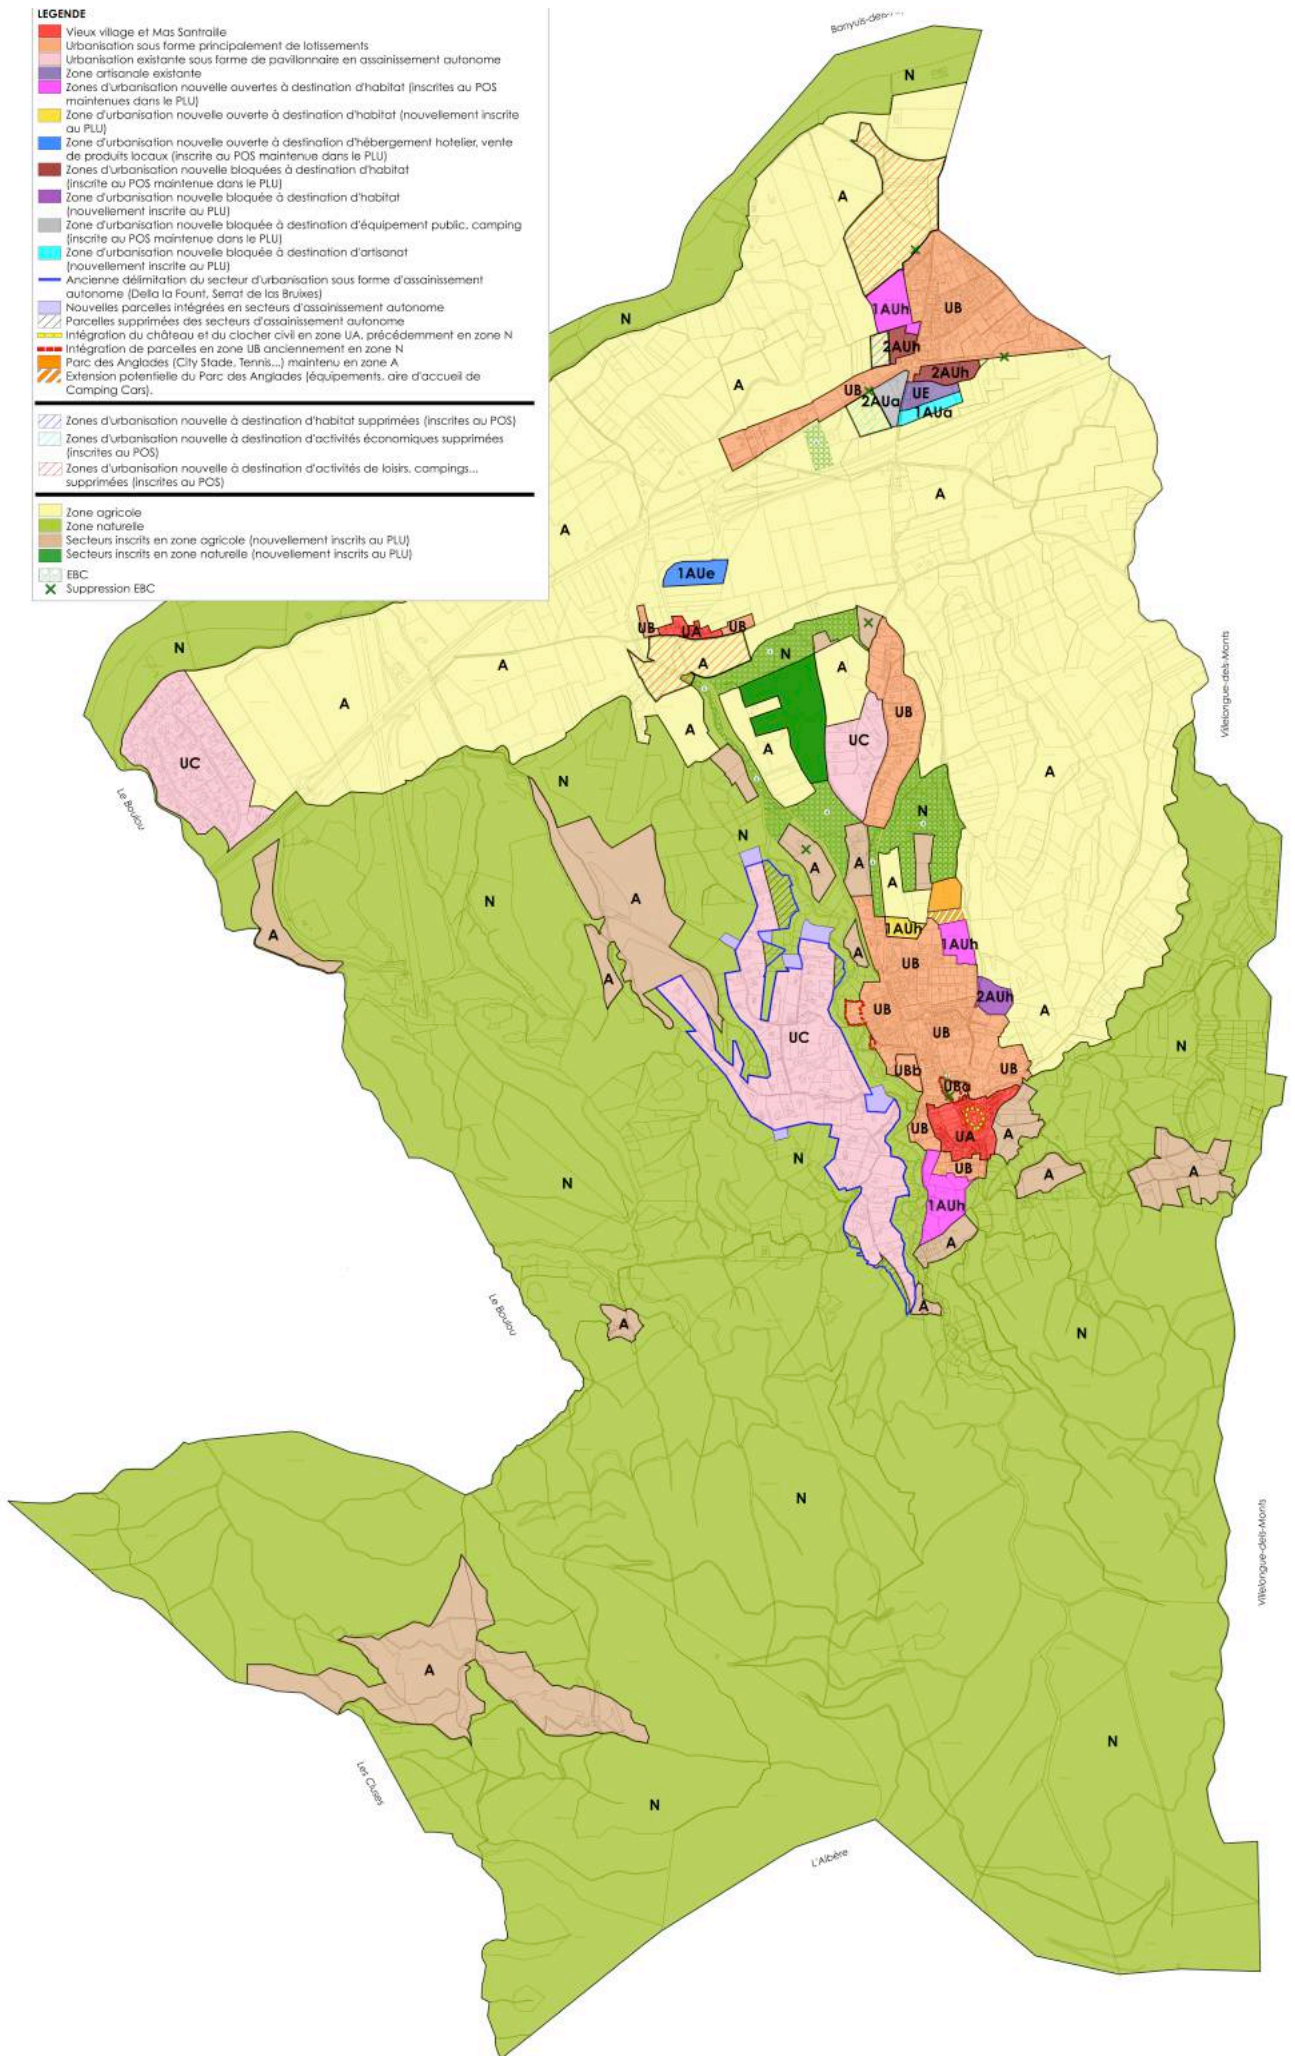 LEGENDE
Vieux village et Mas Santraille
Urbanisation sous forme principalement de lotissements
Urbanisation existante sous forme de pavillonnaire en assainissement autonome
Zone artisanale existante
Zones d'urbanisation nouvelle ouvertes à destination d'habitat (inscrites au POS
maintenues dans le PLU)
Zone d'urbanisation nouvelle ouverte à destination d'habitat (nouvellement inscrite
au PLU)
Zone d'urbanisation nouvelle ouverte à destination d'hébergement hotelier, vente
de produits locaux (inscrite au POS maintenue dans le PLU)
Zones d'urbanisation nouvelle bloquées à destination d'habitat
(inscrite au POS maintenue dans le PLU)
Zone d'urbanisation nouvelle bloquée à destination d'habitat
(nouvellement inscrite au PLU)
Zone d'urbanisation nouvelle bloquée à destination d'équipement public, camping
(inscrite au POS maintenue dans le PLU)
Zone d'urbanisation nouvelle bloquée à destination d'artisanat
(nouvellement inscrite au PLU)
Ancienne délimitation du secteur d'urbanisation sous forme d'assainissement
autonome (Della la Fount, Serrat de las Bruixes)
Nouvelles parcelles intégrées en secteurs d'assainissement autonome
Parcelles supprimées des secteurs d'assainissement autonome
Intégration du château et du clocher civil en zone UA, précédemment en zone N
Intégration de parcelles en zone UB anciennement en zone N
Parc des Anglades (City Stade, Tennis...) maintenu en zone A
Extension potentielle du Parc des Anglades (équipements, aire d'accueil de
Camping Cars).
Zones d'urbanisation nouvelle à destination d'habitat supprimées (inscrites au POS)
Zones d'urbanisation nouvelle à destination d'activités économiques supprimées
(inscrites au POS)
Zones d'urbanisation nouvelle à destination d'activités de loisirs, campings...
supprimées (inscrites au POS)
Zone agricole
Zone naturelle
Secteurs inscrits en zone agricole (nouvellement inscrits au PLU)
Secteurs inscrits en zone naturelle (nouvellement inscrits au PLU)
EBC
Suppression EBC
N
A
1AUh
UB
N
2AUh
2AUh
A
UB
UE
2AUa
1AUa
A
A
1AUe
UB
UA
UB
N
N
A
A
A
A
UB
Villelongue-dels-Monts
A
UC
UC
A
A
N
Le Boulou
N
N
A
A
A
N
A
1AUh
A
1AUh
UB
A
A
2AUh
UB
A
UB
UC
N
UBb
UB
UBa
UB
UA
A
N
UB
A
A
N
1AUh
A
A
Le Boulou
A
N
N
Villelongue-dels-Monts
A
N
Les Cluses
N
L'Albère